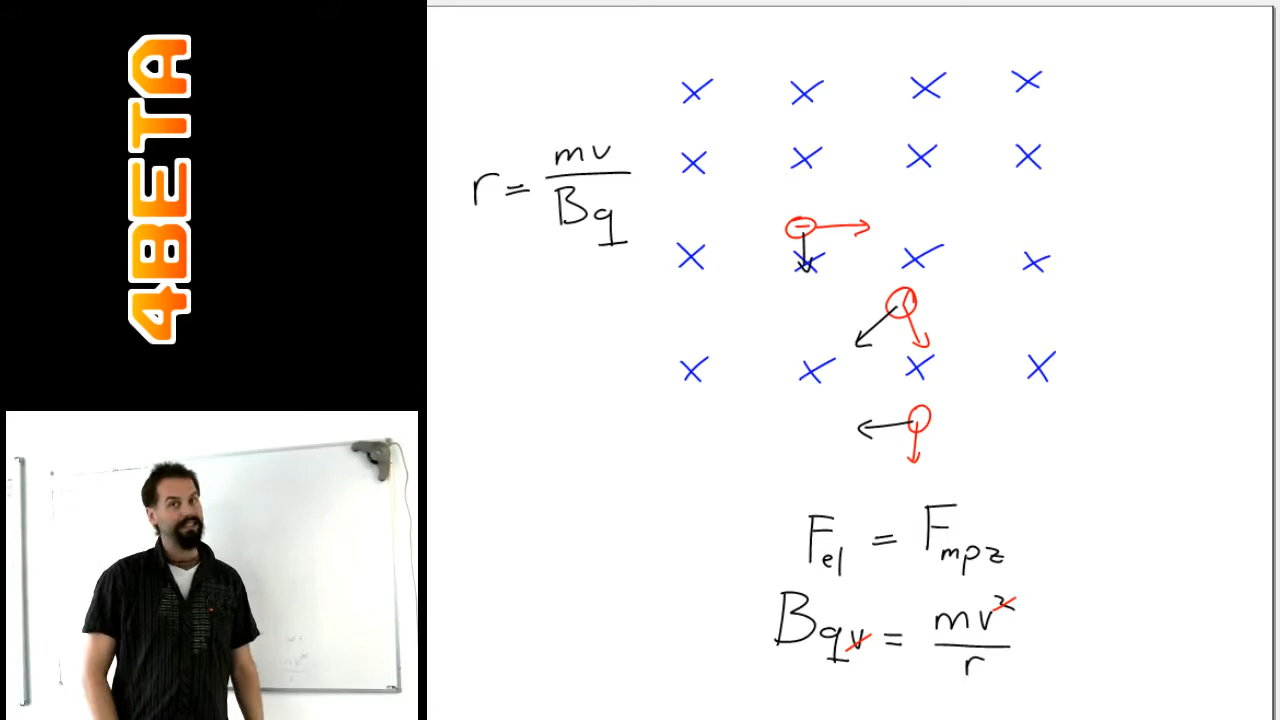 4BETA
r = mv / Bq
−
F_el = F_mpz
Bqv = mv² / r